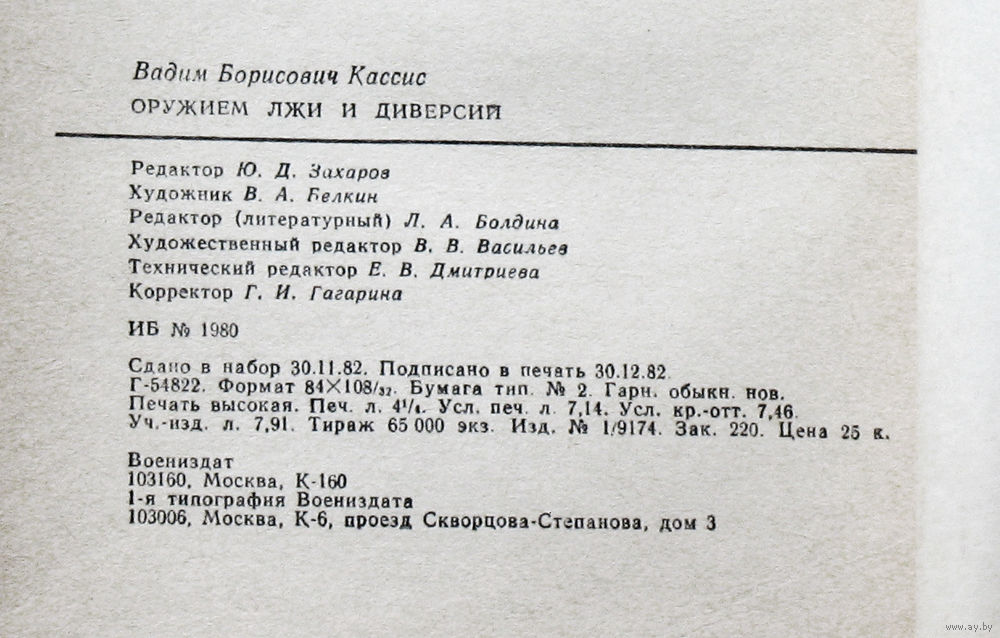 Вадим Борисович Кассис
ОРУЖИЕМ ЛЖИ И ДИВЕРСИЙ
Редактор Ю. Д. Захаров
Художник В. А. Белкин
Редактор (литературный) Л. А. Болдина
Художественный редактор В. В. Васильев
Технический редактор Е. В. Дмитриева
Корректор Г. И. Гагарина
ИБ № 1980
Сдано в набор 30.11.82. Подписано в печать 30.12.82.
Г-54822. Формат 84×108/32. Бумага тип. № 2. Гарн. обыкн. нов.
Печать высокая. Печ. л. 4¹/₄. Усл. печ. л. 7,14. Усл. кр.-отт. 7,46.
Уч.-изд. л. 7,91. Тираж 65 000 экз. Изд. № 1/9174. Зак. 220. Цена 25 к.
Воениздат
103160, Москва, К-160
1-я типография Воениздата
103006, Москва, К-6, проезд Скворцова-Степанова, дом 3
www.ay.by